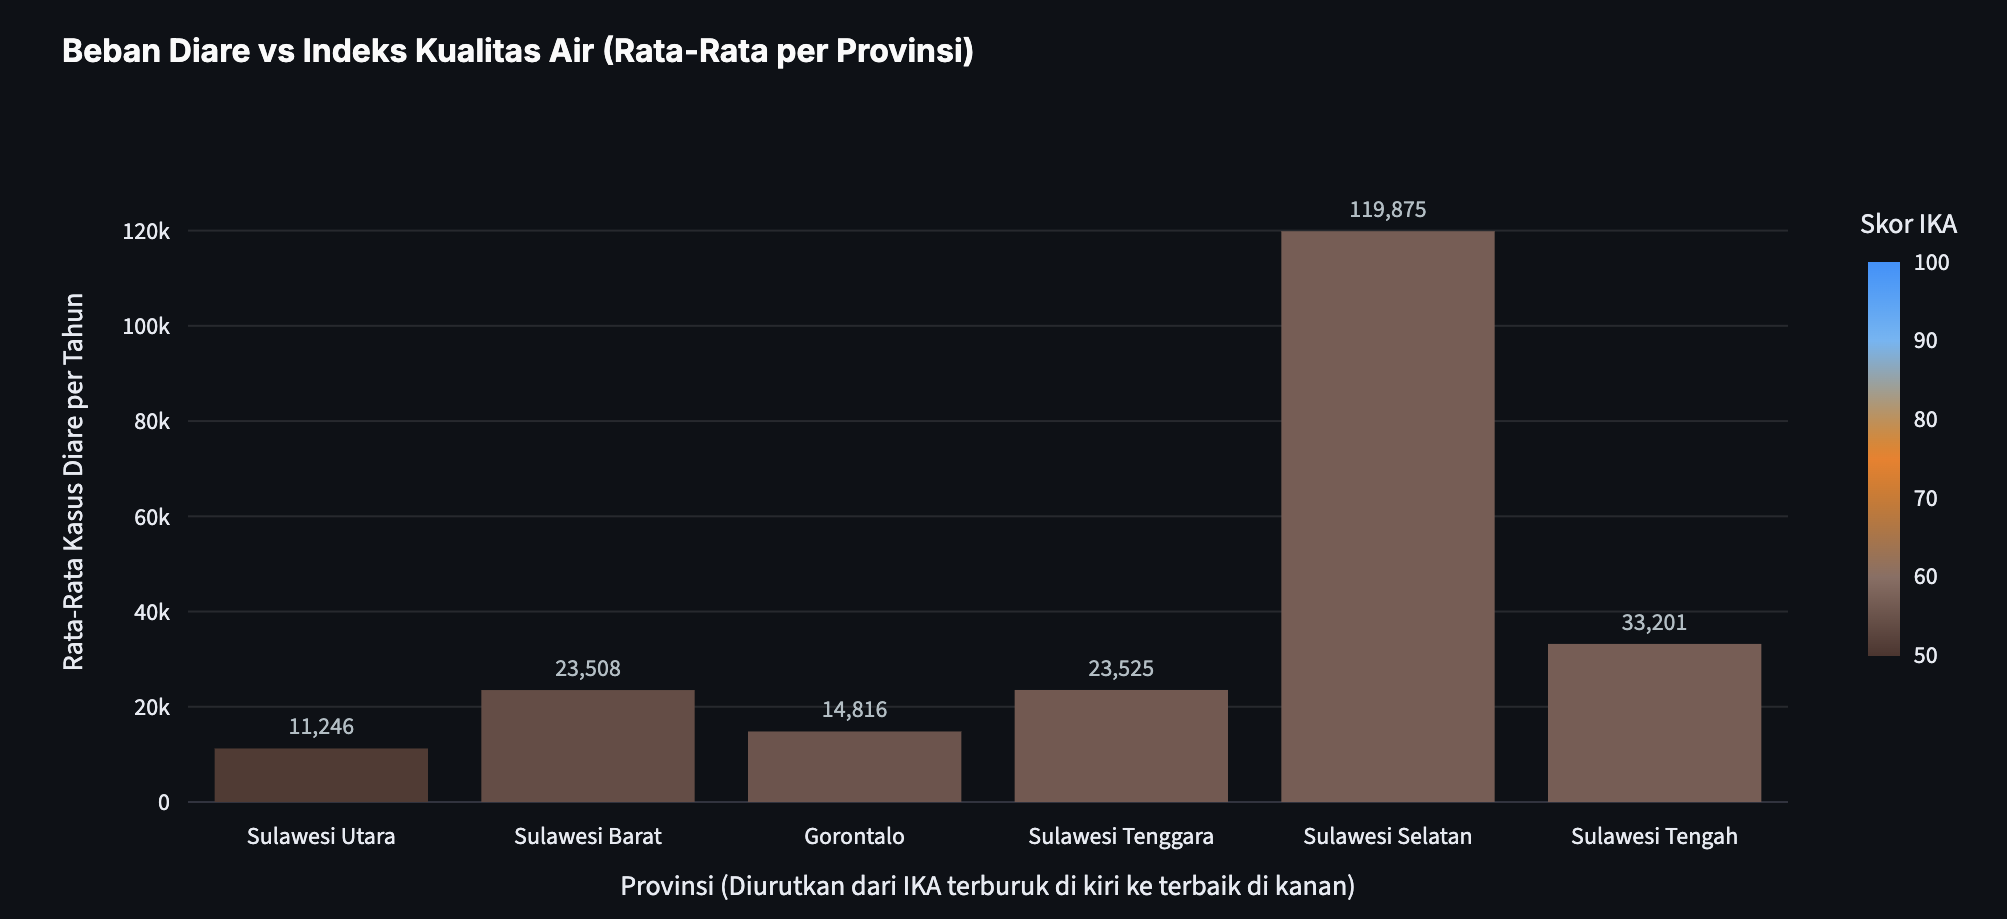 Beban Diare vs Indeks Kualitas Air (Rata-Rata per Provinsi)
Rata-Rata Kasus Diare per Tahun
120k
100k
80k
60k
40k
20k
0
11,246
23,508
14,816
23,525
119,875
33,201
Sulawesi Utara
Sulawesi Barat
Gorontalo
Sulawesi Tenggara
Sulawesi Selatan
Sulawesi Tengah
Provinsi (Diurutkan dari IKA terburuk di kiri ke terbaik di kanan)
Skor IKA
100
90
80
70
60
50